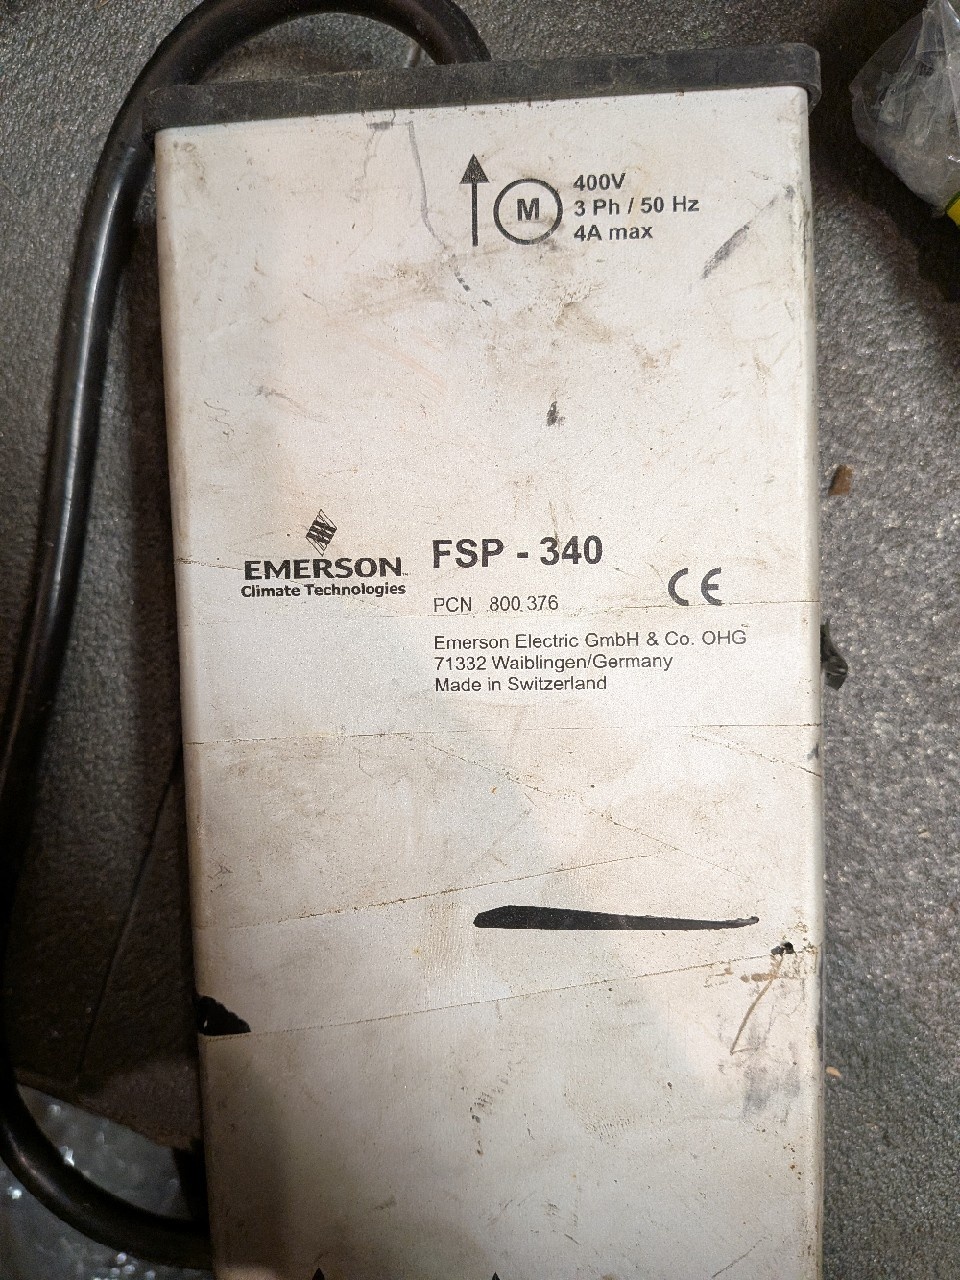 M
400V
3 Ph / 50 Hz
4A max
EMERSON
Climate Technologies
FSP - 340
PCN 800 376
CE
Emerson Electric GmbH & Co. OHG
71332 Waiblingen/Germany
Made in Switzerland